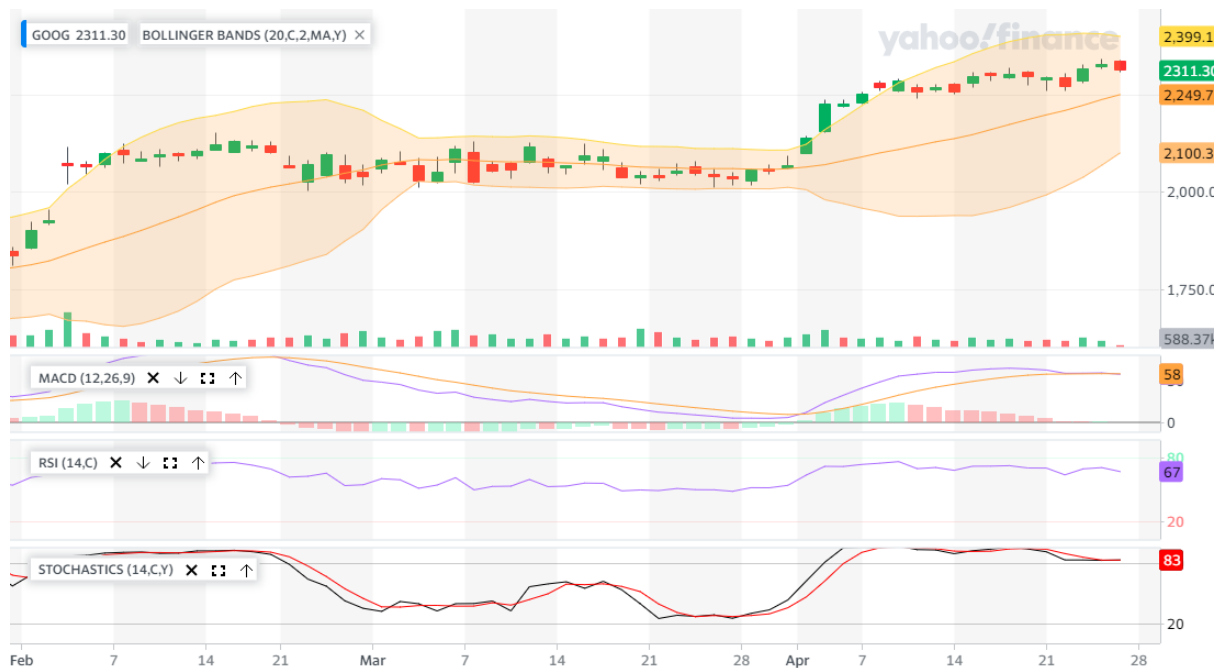 GOOG 2311.30 BOLLINGER BANDS (20,C,2,MA,Y) ×
yahoo!finance
2,399.1
2311.30
2,249.7
2,100.3
2,000.0
1,750.0
588.37k
MACD (12,26,9)
58
0
RSI (14,C)
80
67
20
STOCHASTICS (14,C,Y)
83
20
Feb 7 14 21 Mar 7 14 21 28 Apr 7 14 21 28